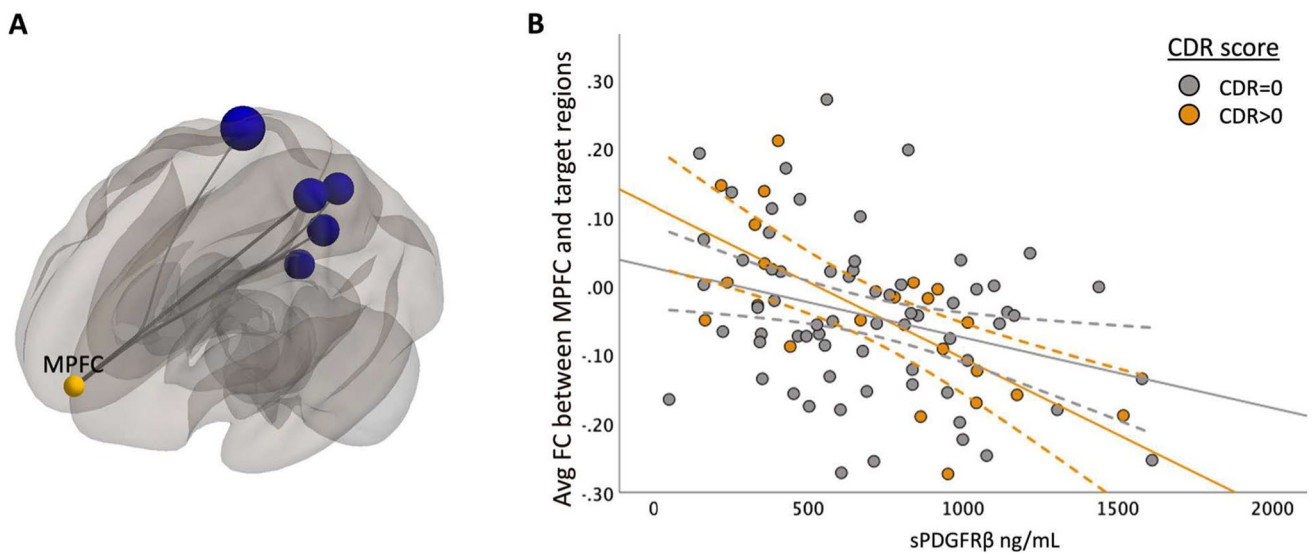 A
MPFC
B
Avg FC between MPFC and target regions
.30
.20
.10
.00
-.10
-.20
-.30
0 500 1000 1500 2000
sPDGFRβ ng/mL
CDR score
CDR=0
CDR>0